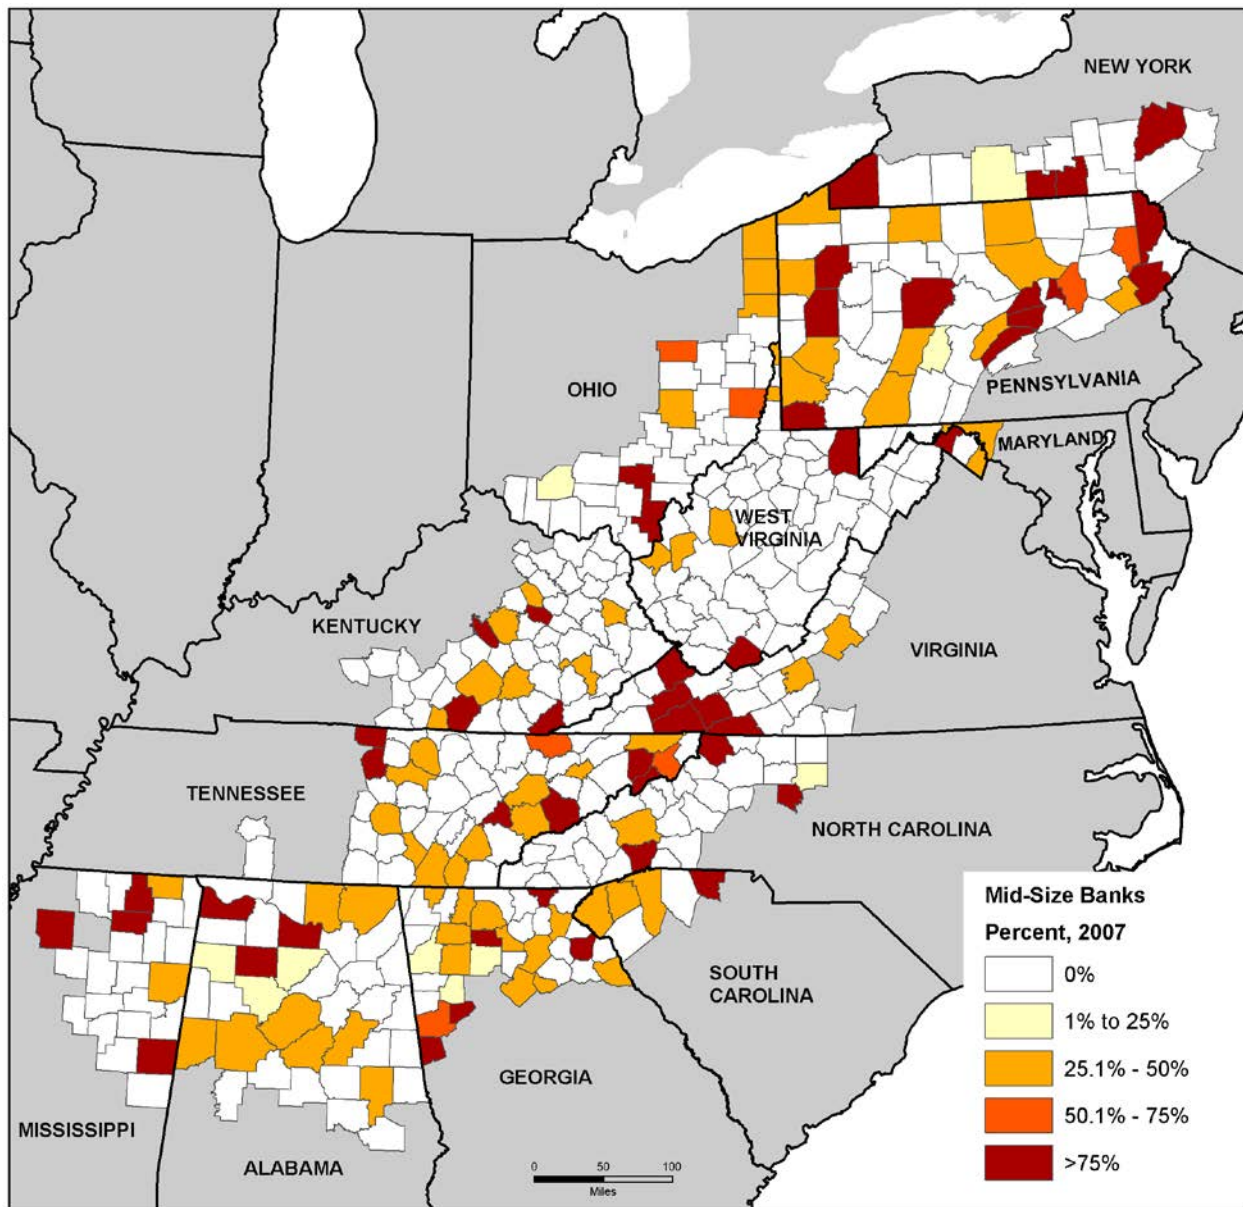 NEW YORK
PENNSYLVANIA
OHIO
MARYLAND
WEST
VIRGINIA
KENTUCKY
VIRGINIA
TENNESSEE
NORTH CAROLINA
SOUTH
CAROLINA
GEORGIA
MISSISSIPPI
ALABAMA
0 50 100
Miles
Mid-Size Banks
Percent, 2007
0%
1% to 25%
25.1% - 50%
50.1% - 75%
>75%